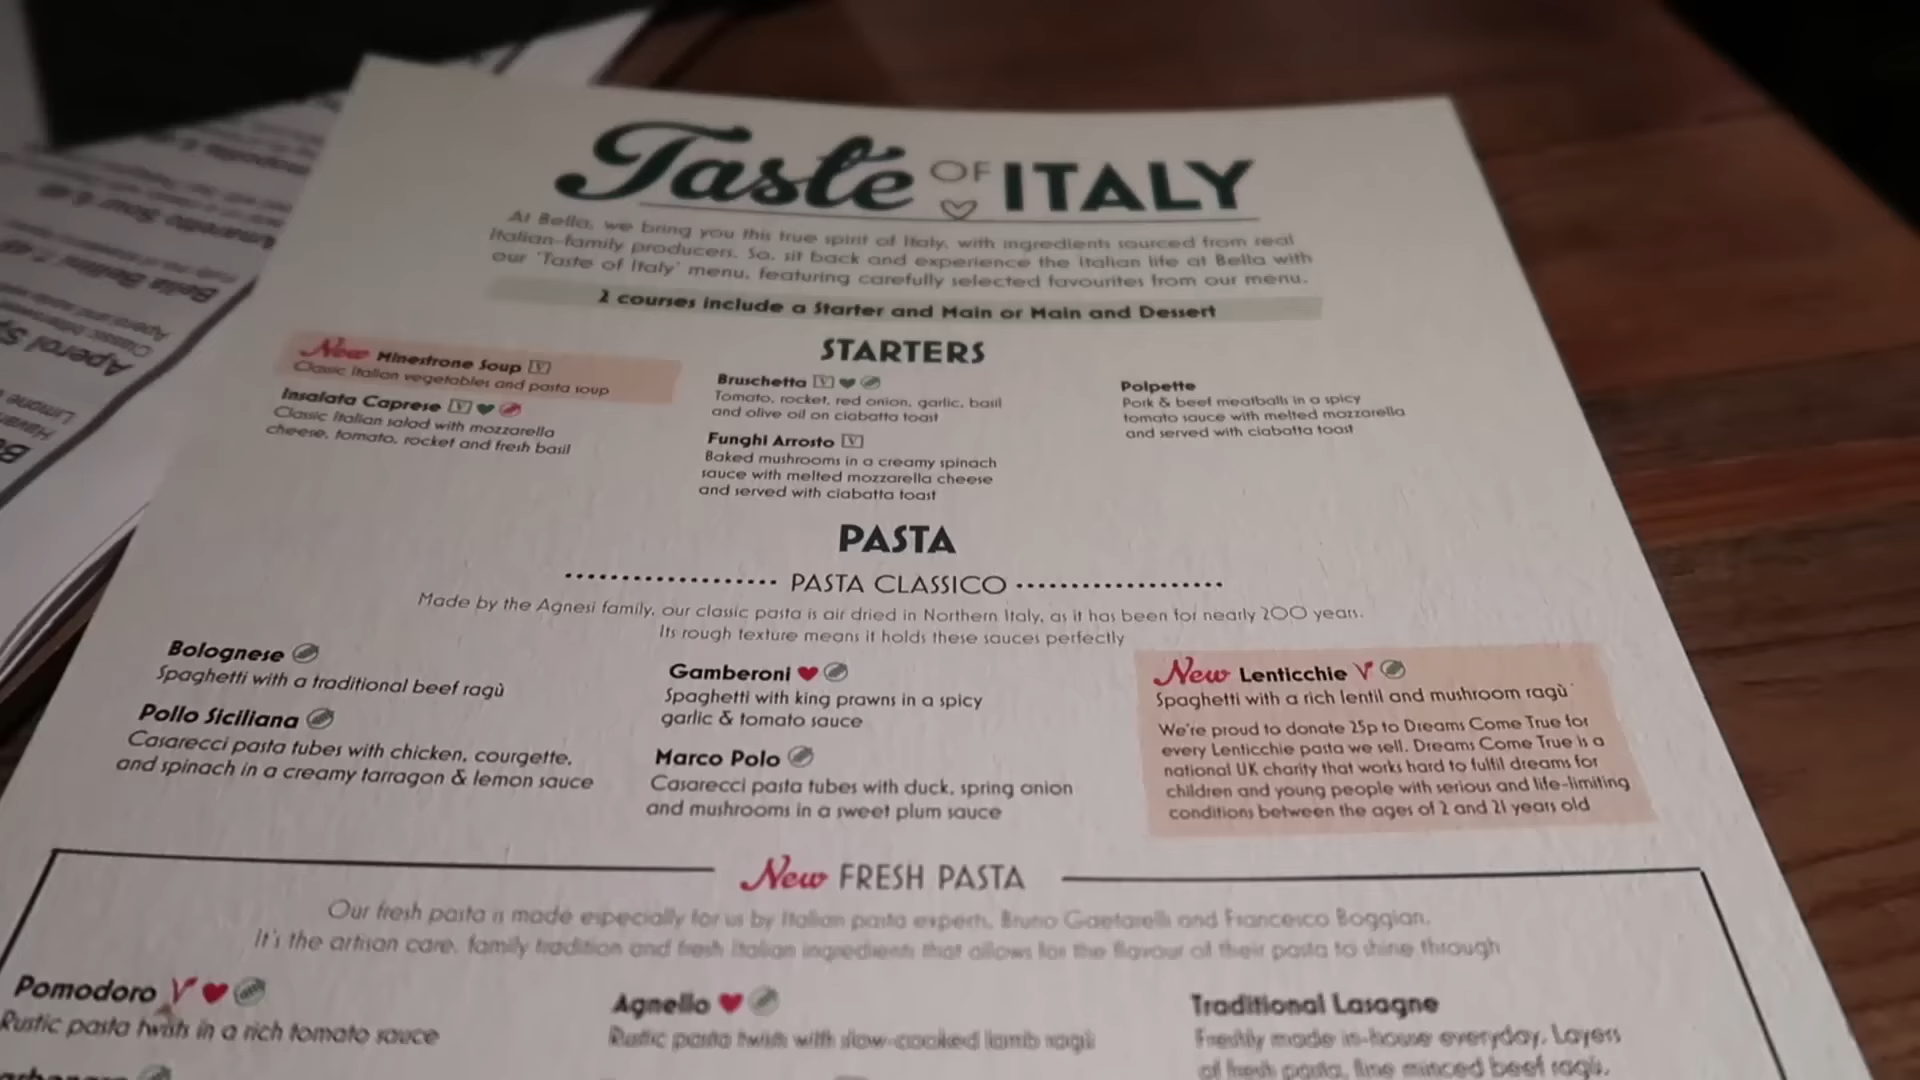 Taste OF ITALY
At Bella, we bring you this true spirit of Italy, with ingredients sourced from real
Italian-family producers. So, sit back and experience the Italian life at Bella with
our 'Taste of Italy' menu, featuring carefully selected favourites from our menu.
2 courses include a Starter and Main or Main and Dessert
STARTERS
New Minestrone Soup V
Classic Italian vegetables and pasta soup
Insalata Caprese V
Classic Italian salad with mozzarella
cheese, tomato, rocket and fresh basil
Bruschetta V
Tomato, rocket, red onion, garlic, basil
and olive oil on ciabatta toast
Funghi Arrosto V
Baked mushrooms in a creamy spinach
sauce with melted mozzarella cheese
and served with ciabatta toast
Polpette
Pork & beef meatballs in a spicy
tomato sauce with melted mozzarella
and served with ciabatta toast
PASTA
PASTA CLASSICO
Made by the Agnesi family, our classic pasta is air dried in Northern Italy, as it has been for nearly 200 years.
Its rough texture means it holds these sauces perfectly
Bolognese
Spaghetti with a traditional beef ragù
Pollo Siciliana
Casarecci pasta tubes with chicken, courgette,
and spinach in a creamy tarragon & lemon sauce
Gamberoni
Spaghetti with king prawns in a spicy
garlic & tomato sauce
Marco Polo
Casarecci pasta tubes with duck, spring onion
and mushrooms in a sweet plum sauce
New Lenticchie V
Spaghetti with a rich lentil and mushroom ragù
We're proud to donate 25p to Dreams Come True for
every Lenticchie pasta we sell. Dreams Come True is a
national UK charity that works hard to fulfil dreams for
children and young people with serious and life-limiting
conditions between the ages of 2 and 21 years old
New FRESH PASTA
Our fresh pasta is made especially for us by Italian pasta experts, Bruno Gaetarelli and Francesco Boggian.
It's the artisan care, family tradition and fresh Italian ingredients that allows for the flavour of their pasta to shine through
Pomodoro V
Rustic pasta twists in a rich tomato sauce
Agnello
Rustic pasta twists with slow-cooked lamb ragù
Traditional Lasagne
Freshly made in-house everyday. Layers
of fresh pasta, fine minced beef ragù,
Amaretto Sour
Bella Bellini
Aperol